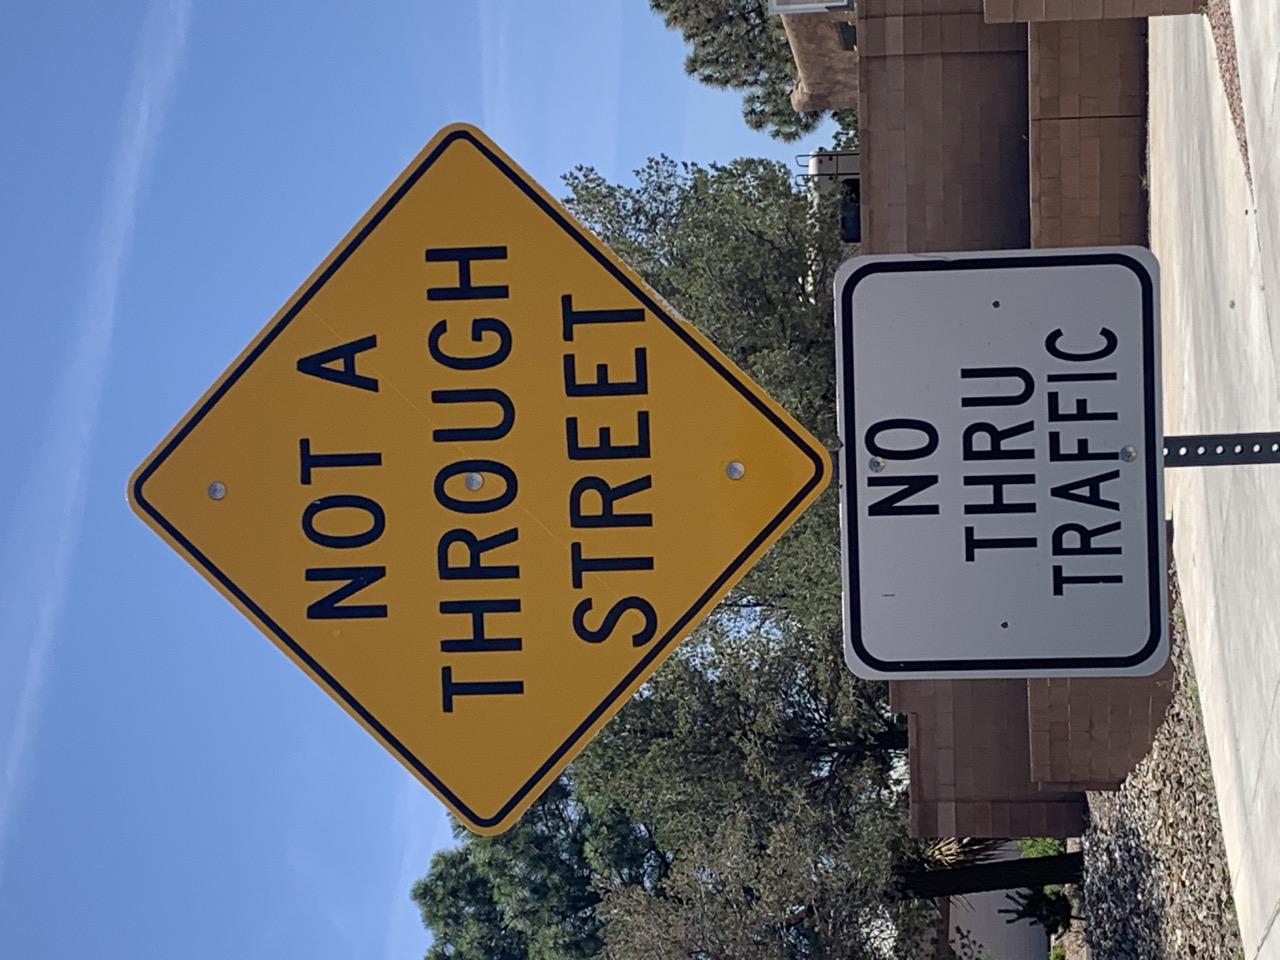 NOT A
THROUGH
STREET
NO
THRU
TRAFFIC